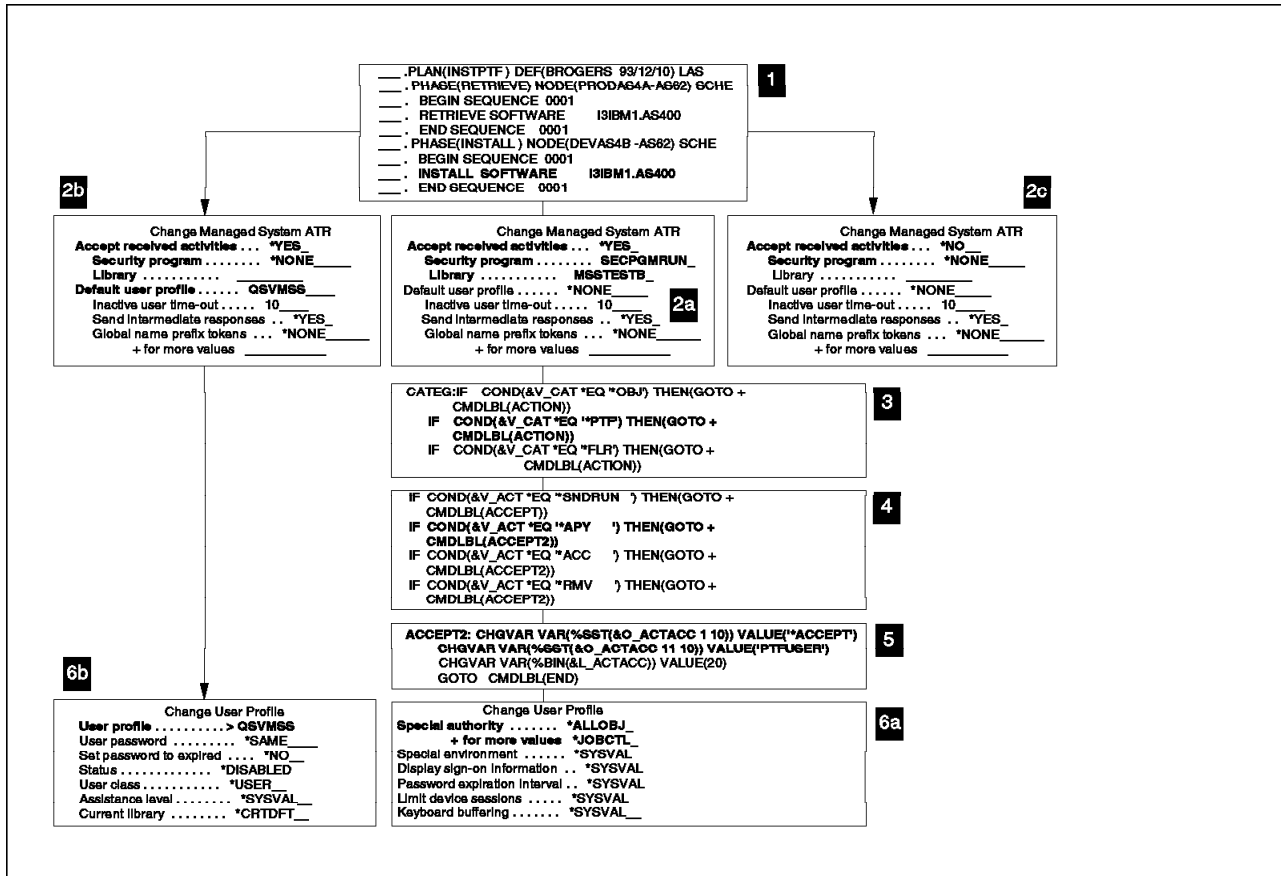 ___ .PLAN(INSTPTF) DEF(BROGERS 93/12/10) LAS
___ . PHASE(RETRIEVE) NODE(PRODAS4A-AS62) SCHE
___ . BEGIN SEQUENCE 0001
___ . RETRIEVE SOFTWARE I3IBM1.AS400
___ . END SEQUENCE 0001
___ . PHASE(INSTALL) NODE(DEVAS4B -AS62) SCHE
___ . BEGIN SEQUENCE 0001
___ . INSTALL SOFTWARE I3IBM1.AS400
___ . END SEQUENCE 0001
1
2b
Change Managed System ATR
Accept received activities . . . *YES_
Security program . . . . . . . . *NONE_____
Library . . . . . . . . . . . __________
Default user profile . . . . . QSVMSS____
Inactive user time-out . . . . . 10____
Send Intermediate responses . . *YES_
Global name prefix tokens . . . *NONE______
+ for more values ___________
Change Managed System ATR
Accept received activities . . . *YES_
Security program . . . . . . . . SECPGMRUN_
Library . . . . . . . . . . . MSSTESTB_
Default user profile . . . . . *NONE_____
Inactive user time-out . . . . . 10____
2a
Send Intermediate responses . . *YES_
Global name prefix tokens . . . *NONE______
+ for more values ___________
2c
Change Managed System ATR
Accept received activities . . . *NO__
Security program . . . . . . . . *NONE_____
Library . . . . . . . . . . . __________
Default user profile . . . . . *NONE_____
Inactive user time-out . . . . . 10____
Send Intermediate responses . . *YES_
Global name prefix tokens . . . *NONE______
+ for more values ___________
CATEG:IF COND(&V_CAT *EQ '*OBJ') THEN(GOTO +
CMDLBL(ACTION))
IF COND(&V_CAT *EQ '*PTF') THEN(GOTO +
CMDLBL(ACTION))
IF COND(&V_CAT *EQ '*FLR') THEN(GOTO +
CMDLBL(ACTION))
3
IF COND(&V_ACT *EQ '*SNDRUN ') THEN(GOTO +
CMDLBL(ACCEPT))
IF COND(&V_ACT *EQ '*APY ') THEN(GOTO +
CMDLBL(ACCEPT2))
IF COND(&V_ACT *EQ '*ACC ') THEN(GOTO +
CMDLBL(ACCEPT2))
IF COND(&V_ACT *EQ '*RMV ') THEN(GOTO +
CMDLBL(ACCEPT2))
4
ACCEPT2: CHGVAR VAR(%SST(&O_ACTACC 1 10)) VALUE('*ACCEPT')
CHGVAR VAR(%SST(&O_ACTACC 11 10)) VALUE('PTFUSER')
CHGVAR VAR(%BIN(&L_ACTACC)) VALUE(20)
GOTO CMDLBL(END)
5
6b
Change User Profile
User profile . . . . . . . . . . > QSVMSS
User password . . . . . . . . . *SAME____
Set password to expired . . . . *NO__
Status . . . . . . . . . . . . . *DISABLED
User class . . . . . . . . . . . *USER__
Assistance level . . . . . . . . *SYSVAL__
Current library . . . . . . . . *CRTDFT__
Change User Profile
Special authority . . . . . . . *ALLOBJ_
+ for more values *JOBCTL_
Special environment . . . . . . *SYSVAL
Display sign-on information . . *SYSVAL
Password expiration interval . . *SYSVAL
Limit device sessions . . . . . *SYSVAL
Keyboard buffering . . . . . . . *SYSVAL__
6a